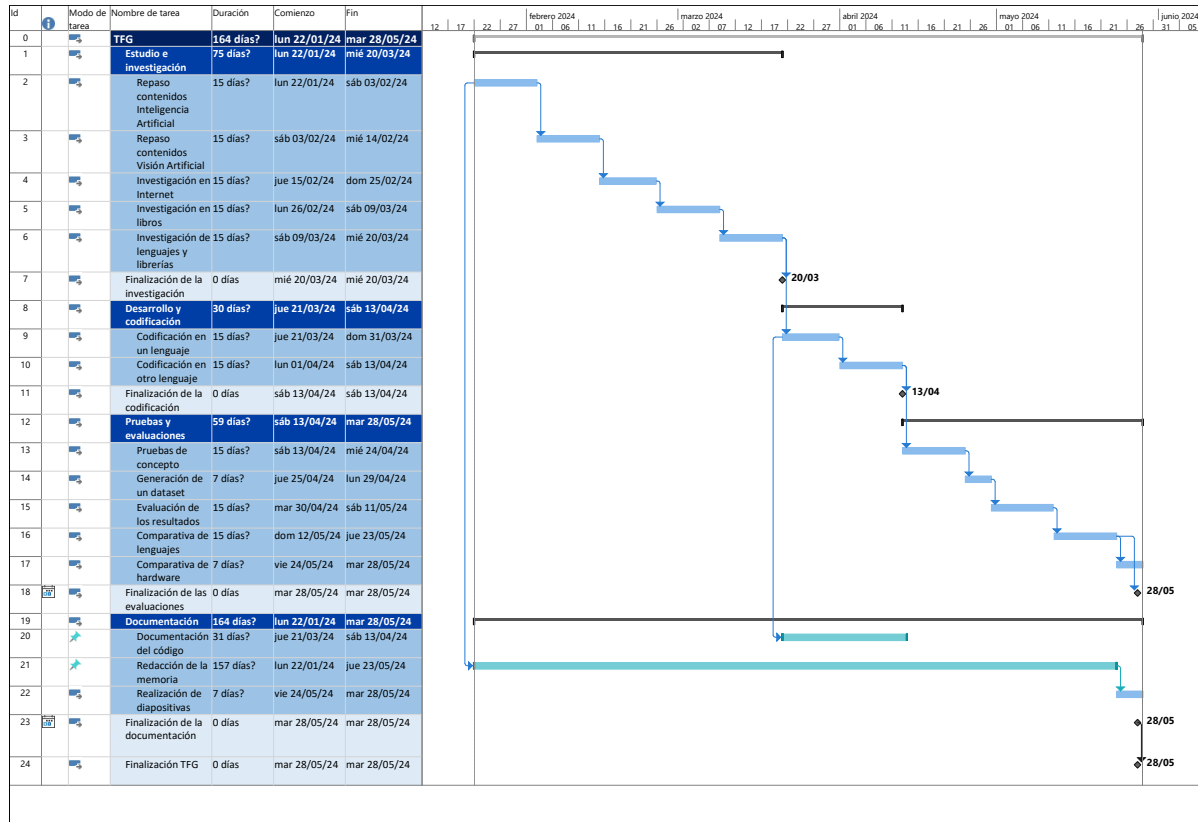 Id Modo de tarea Nombre de tarea Duración Comienzo Fin
febrero 2024 marzo 2024 abril 2024 mayo 2024 junio 2024
12 17 22 27 01 06 11 16 21 26 02 07 12 17 22 27 01 06 11 16 21 26 01 06 11 16 21 26 31 05
0 TFG 164 días? lun 22/01/24 mar 28/05/24
1 Estudio e investigación 75 días? lun 22/01/24 mié 20/03/24
2 Repaso contenidos Inteligencia Artificial 15 días? lun 22/01/24 sáb 03/02/24
3 Repaso contenidos Visión Artificial 15 días? sáb 03/02/24 mié 14/02/24
4 Investigación en Internet 15 días? jue 15/02/24 dom 25/02/24
5 Investigación en libros 15 días? lun 26/02/24 sáb 09/03/24
6 Investigación de lenguajes y librerías 15 días? sáb 09/03/24 mié 20/03/24
7 Finalización de la investigación 0 días mié 20/03/24 mié 20/03/24 20/03
8 Desarrollo y codificación 30 días? jue 21/03/24 sáb 13/04/24
9 Codificación en un lenguaje 15 días? jue 21/03/24 dom 31/03/24
10 Codificación en otro lenguaje 15 días? lun 01/04/24 sáb 13/04/24
11 Finalización de la codificación 0 días sáb 13/04/24 sáb 13/04/24 13/04
12 Pruebas y evaluaciones 59 días? sáb 13/04/24 mar 28/05/24
13 Pruebas de concepto 15 días? sáb 13/04/24 mié 24/04/24
14 Generación de un dataset 7 días? jue 25/04/24 lun 29/04/24
15 Evaluación de los resultados 15 días? mar 30/04/24 sáb 11/05/24
16 Comparativa de lenguajes 15 días? dom 12/05/24 jue 23/05/24
17 Comparativa de hardware 7 días? vie 24/05/24 mar 28/05/24
18 Finalización de las evaluaciones 0 días mar 28/05/24 mar 28/05/24 28/05
19 Documentación 164 días? lun 22/01/24 mar 28/05/24
20 Documentación del código 31 días? jue 21/03/24 sáb 13/04/24
21 Redacción de la memoria 157 días? lun 22/01/24 jue 23/05/24
22 Realización de diapositivas 7 días? vie 24/05/24 mar 28/05/24
23 Finalización de la documentación 0 días mar 28/05/24 mar 28/05/24 28/05
24 Finalización TFG 0 días mar 28/05/24 mar 28/05/24 28/05